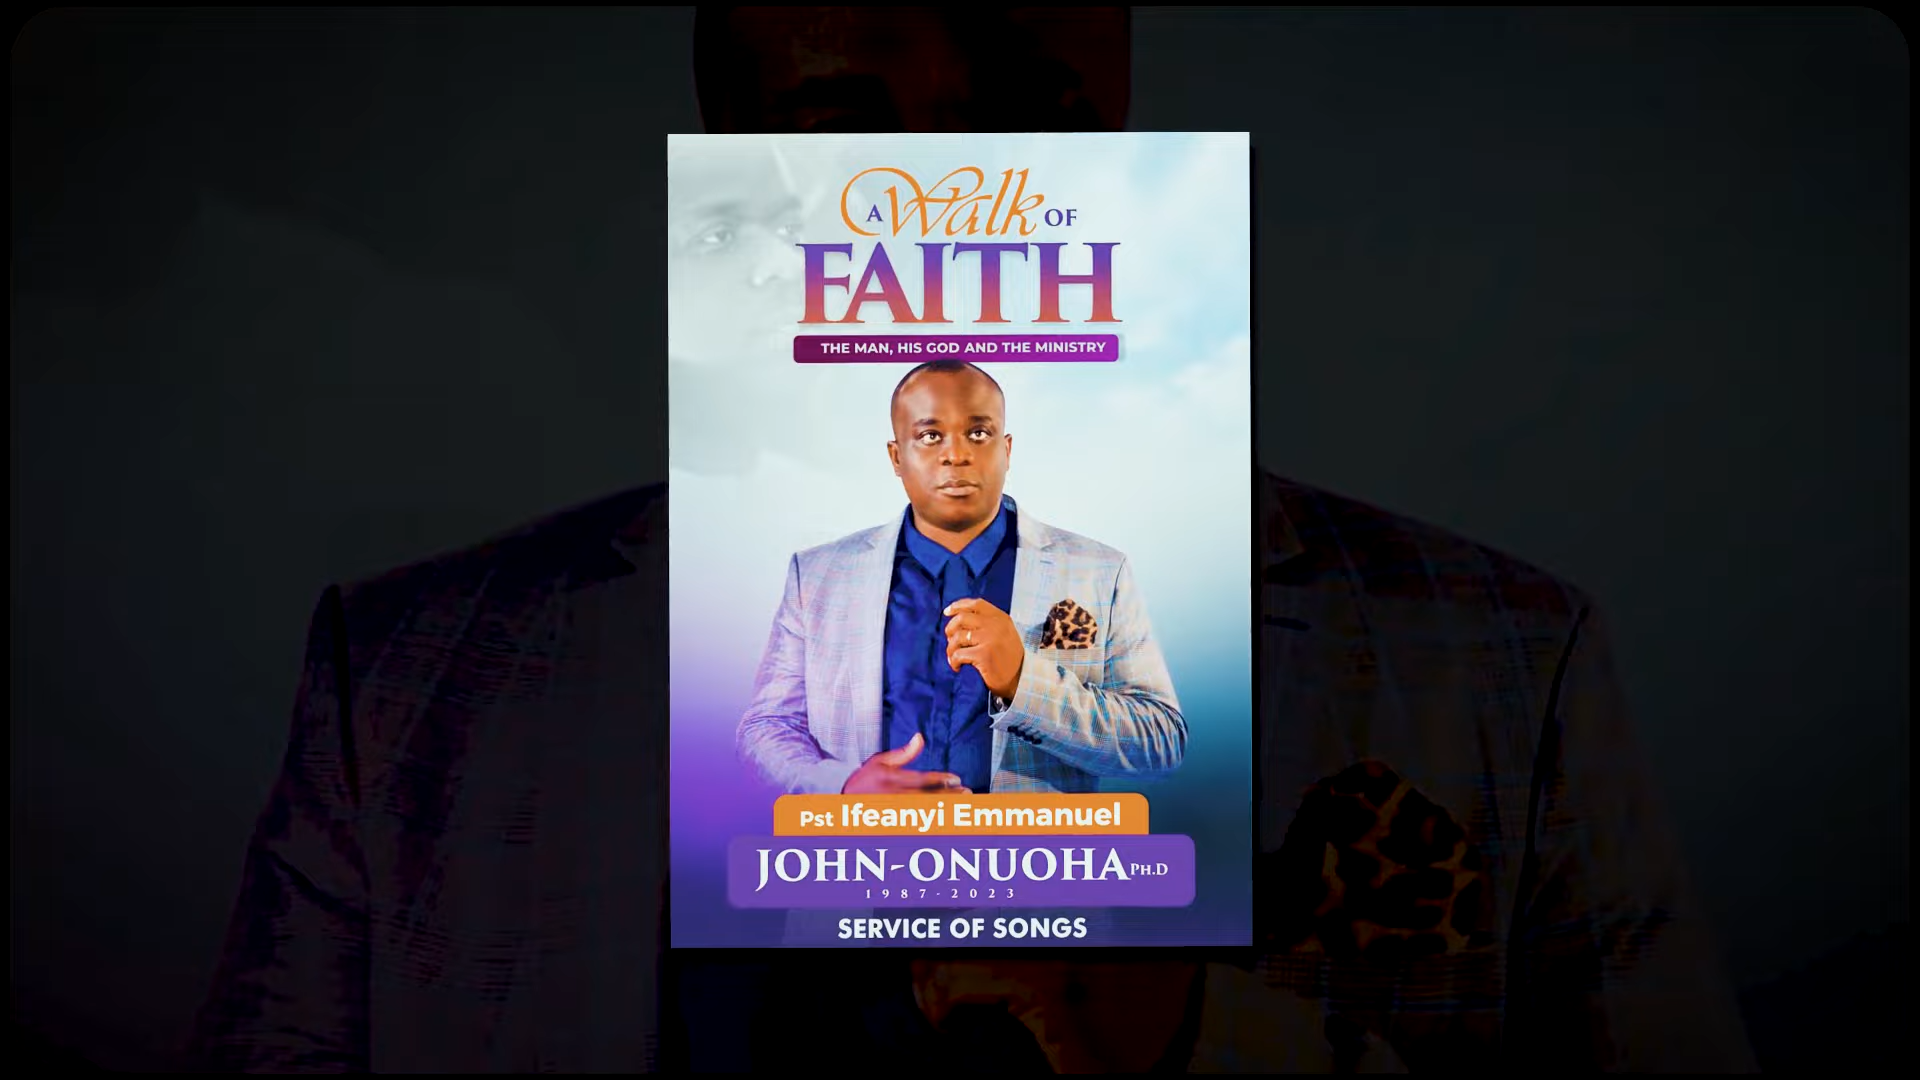 A Walk OF
FAITH
THE MAN, HIS GOD AND THE MINISTRY
Pst Ifeanyi Emmanuel
JOHN-ONUOHA PH.D
1987-2023
SERVICE OF SONGS